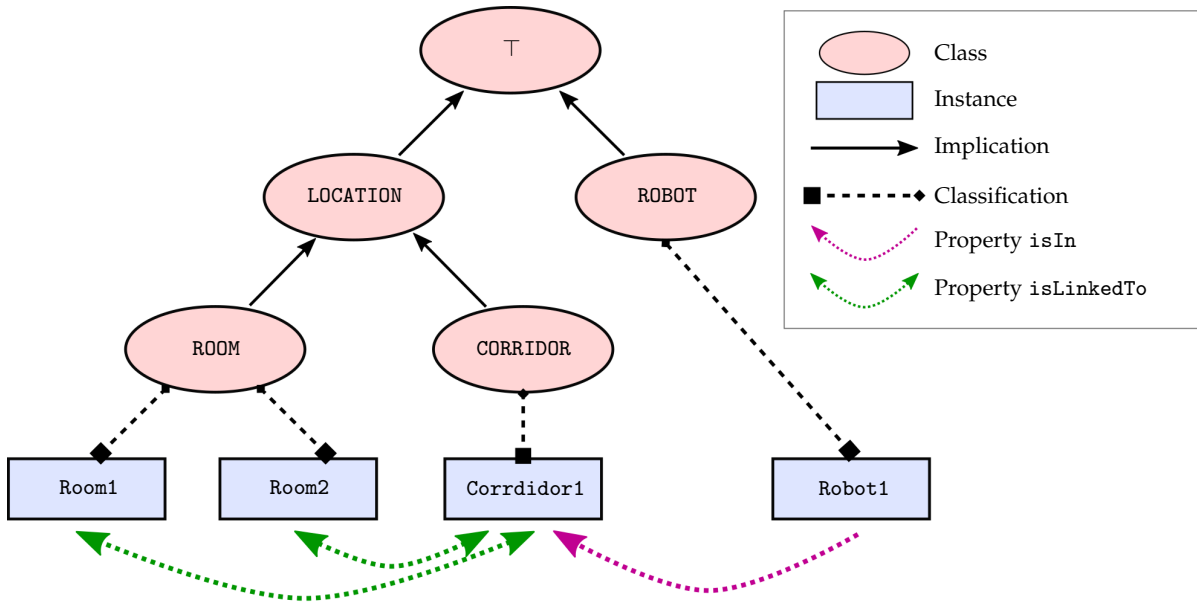 ⊤
LOCATION
ROBOT
ROOM
CORRIDOR
Room1
Room2
Corrdidor1
Robot1
Class
Instance
Implication
Classification
Property isIn
Property isLinkedTo